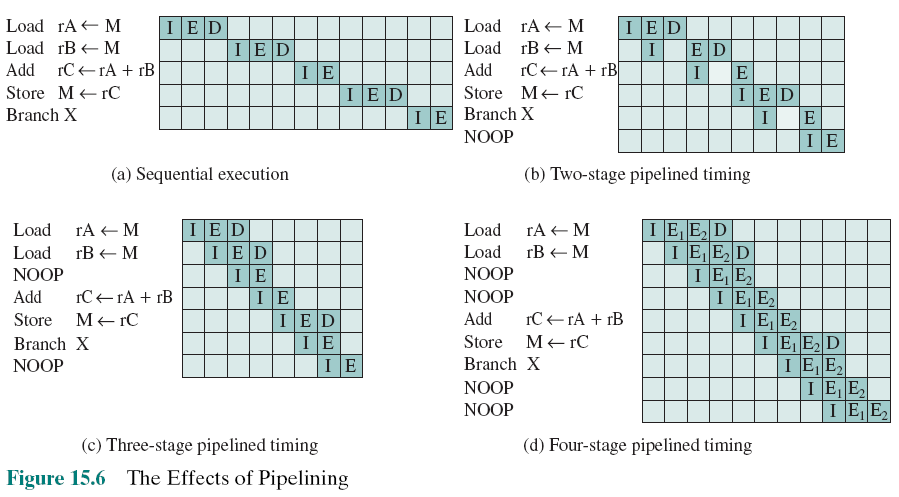 Load rA ← M I E D
Load rB ← M I E D
Add rC ← rA + rB I E
Store M ← rC I E D
Branch X I E
(a) Sequential execution
Load rA ← M I E D
Load rB ← M I E D
Add rC ← rA + rB I E
Store M ← rC I E D
Branch X I E
NOOP I E
(b) Two-stage pipelined timing
Load rA ← M I E D
Load rB ← M I E D
NOOP I E
Add rC ← rA + rB I E
Store M ← rC I E D
Branch X I E
NOOP I E
(c) Three-stage pipelined timing
Load rA ← M I E₁ E₂ D
Load rB ← M I E₁ E₂ D
NOOP I E₁ E₂
NOOP I E₁ E₂
Add rC ← rA + rB I E₁ E₂
Store M ← rC I E₁ E₂ D
Branch X I E₁ E₂
NOOP I E₁ E₂
NOOP I E₁ E₂
(d) Four-stage pipelined timing
Figure 15.6 The Effects of Pipelining